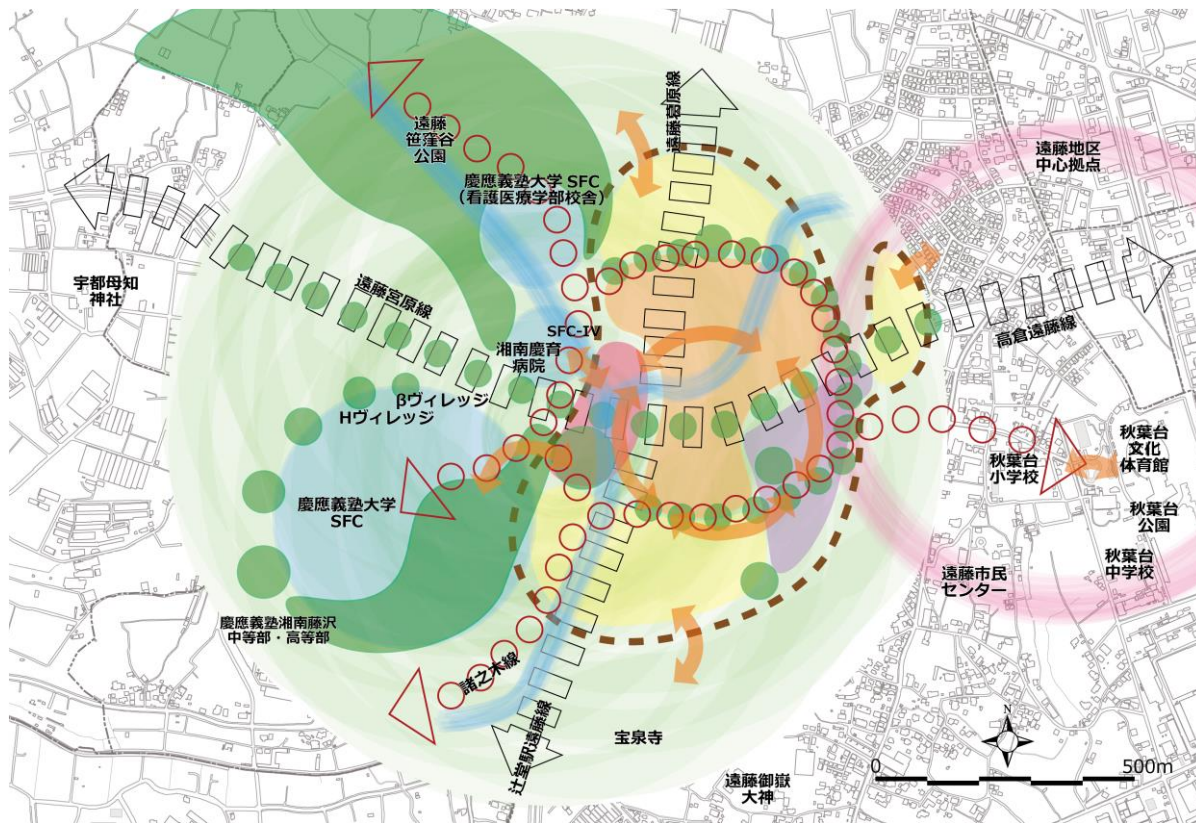 遠藤葛原線
遠藤地区
中心拠点
遠藤
笹窪谷
公園
慶應義塾大学 SFC
（看護医療学部校舎）
宇都母知
神社
遠藤宮原線
SFC-IV
湘南慶育
病院
高倉遠藤線
βヴィレッジ
Hヴィレッジ
秋葉台
文化
体育館
秋葉台
小学校
慶應義塾大学
SFC
秋葉台
公園
秋葉台
中学校
遠藤市民
センター
慶應義塾湘南藤沢
中等部・高等部
諸之木線
辻堂駅遠藤線
宝泉寺
遠藤御嶽
大神
N
0
500m